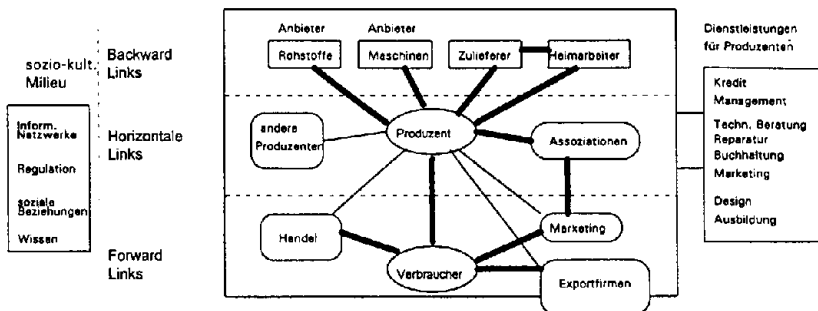 sozio-kult.
Milieu
Inform.
Netzwerke
Regulation
soziale
Beziehungen
Wissen
Backward
Links
Horizontale
Links
Forward
Links
Anbieter
Rohstoffe
Anbieter
Maschinen
Zulieferer
Heimarbeiter
andere
Produzenten
Produzent
Assoziationen
Handel
Verbraucher
Marketing
Exportfirmen
Dienstleistungen
für Produzenten
Kredit
Management
Techn. Beratung
Reparatur
Buchhaltung
Marketing
Design
Ausbildung